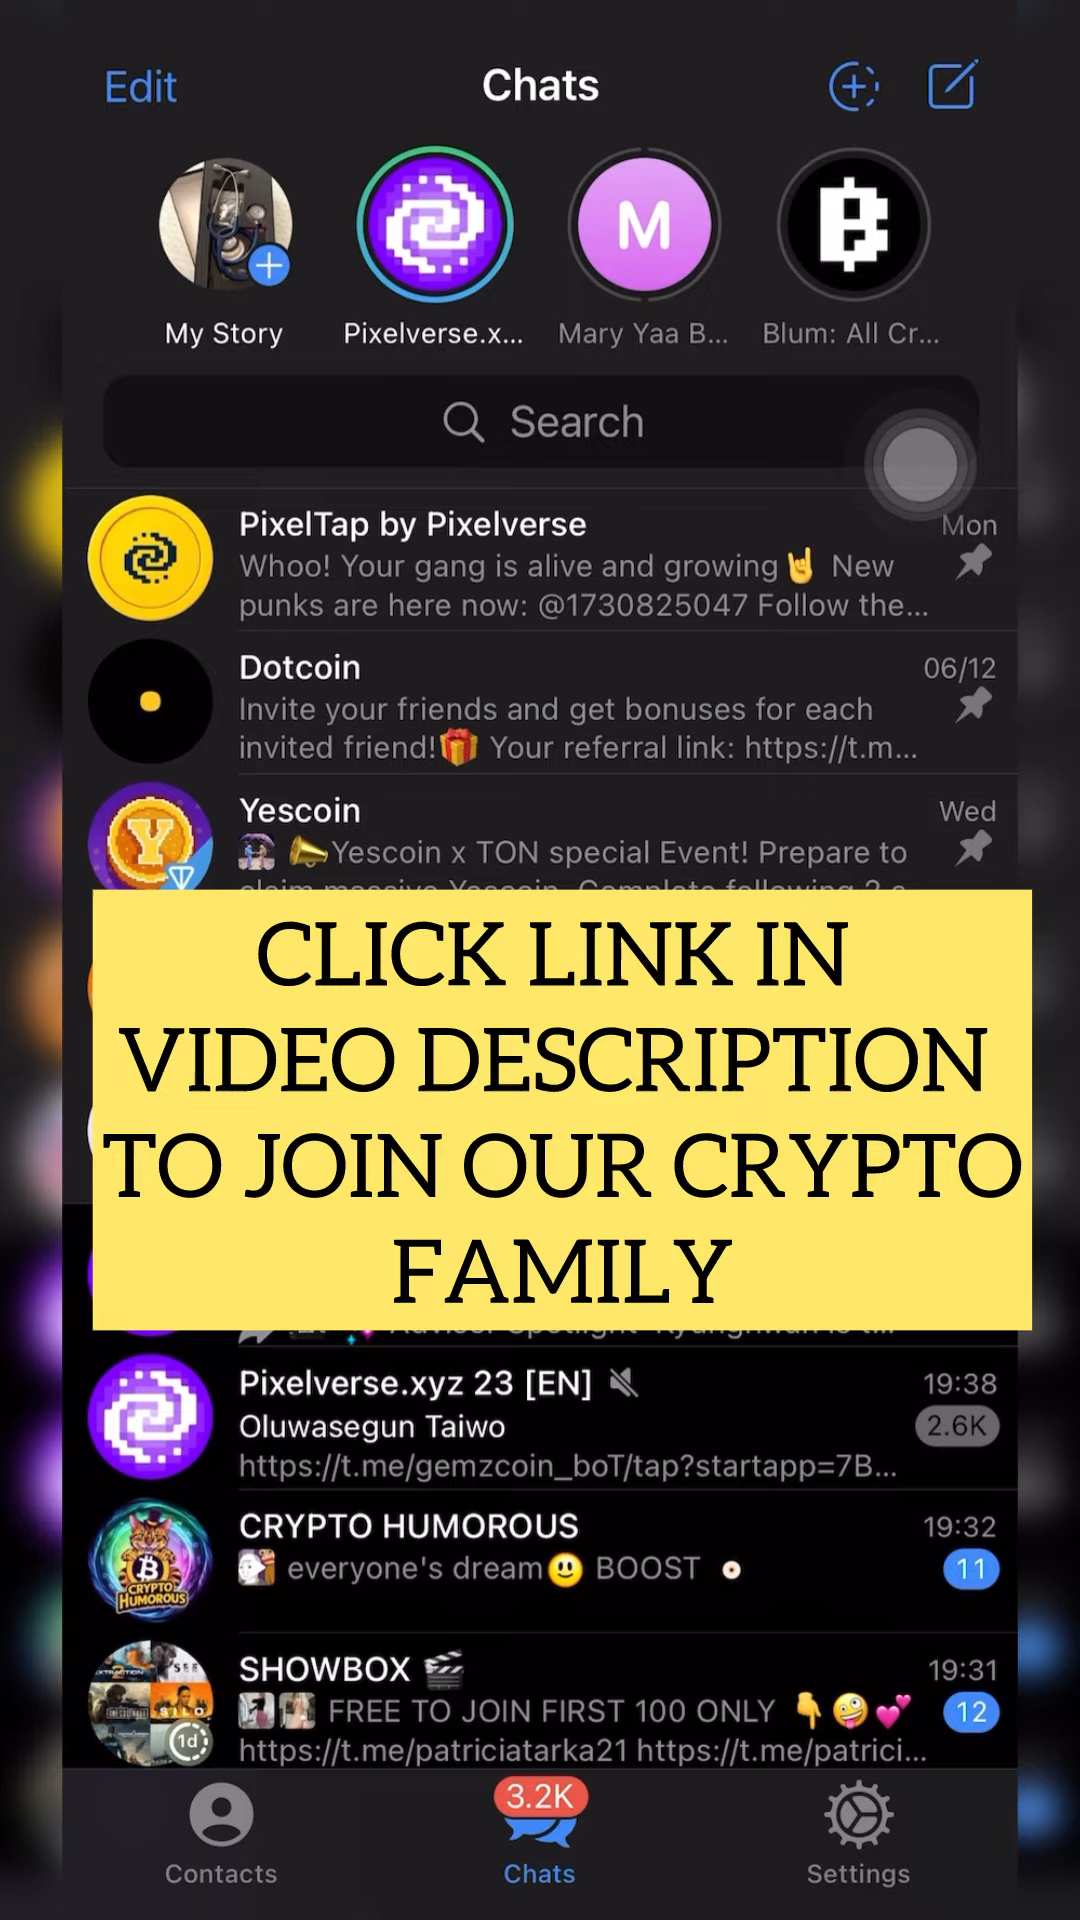 Edit
Chats
My Story
Pixelverse.x...
Mary Yaa B...
Blum: All Cr...
M
Search
PixelTap by Pixelverse
Mon
Whoo! Your gang is alive and growing🤘 New
punks are here now: @1730825047 Follow the...
Dotcoin
06/12
Invite your friends and get bonuses for each
invited friend!🎁 Your referral link: https://t.m...
Yescoin
Wed
📣Yescoin x TON special Event! Prepare to
CLICK LINK IN
VIDEO DESCRIPTION
TO JOIN OUR CRYPTO
FAMILY
Pixelverse.xyz 23 [EN]
19:38
Oluwasegun Taiwo
2.6K
https://t.me/gemzcoin_boT/tap?startapp=7B...
CRYPTO HUMOROUS
19:32
everyone's dream😃 BOOST
11
CRYPTO
HUMOROUS
SHOWBOX 🎬
19:31
FREE TO JOIN FIRST 100 ONLY 👇🤪💕
12
https://t.me/patriciatarka21 https://t.me/patrici...
SEE
SILO
1d
3.2K
Contacts
Chats
Settings